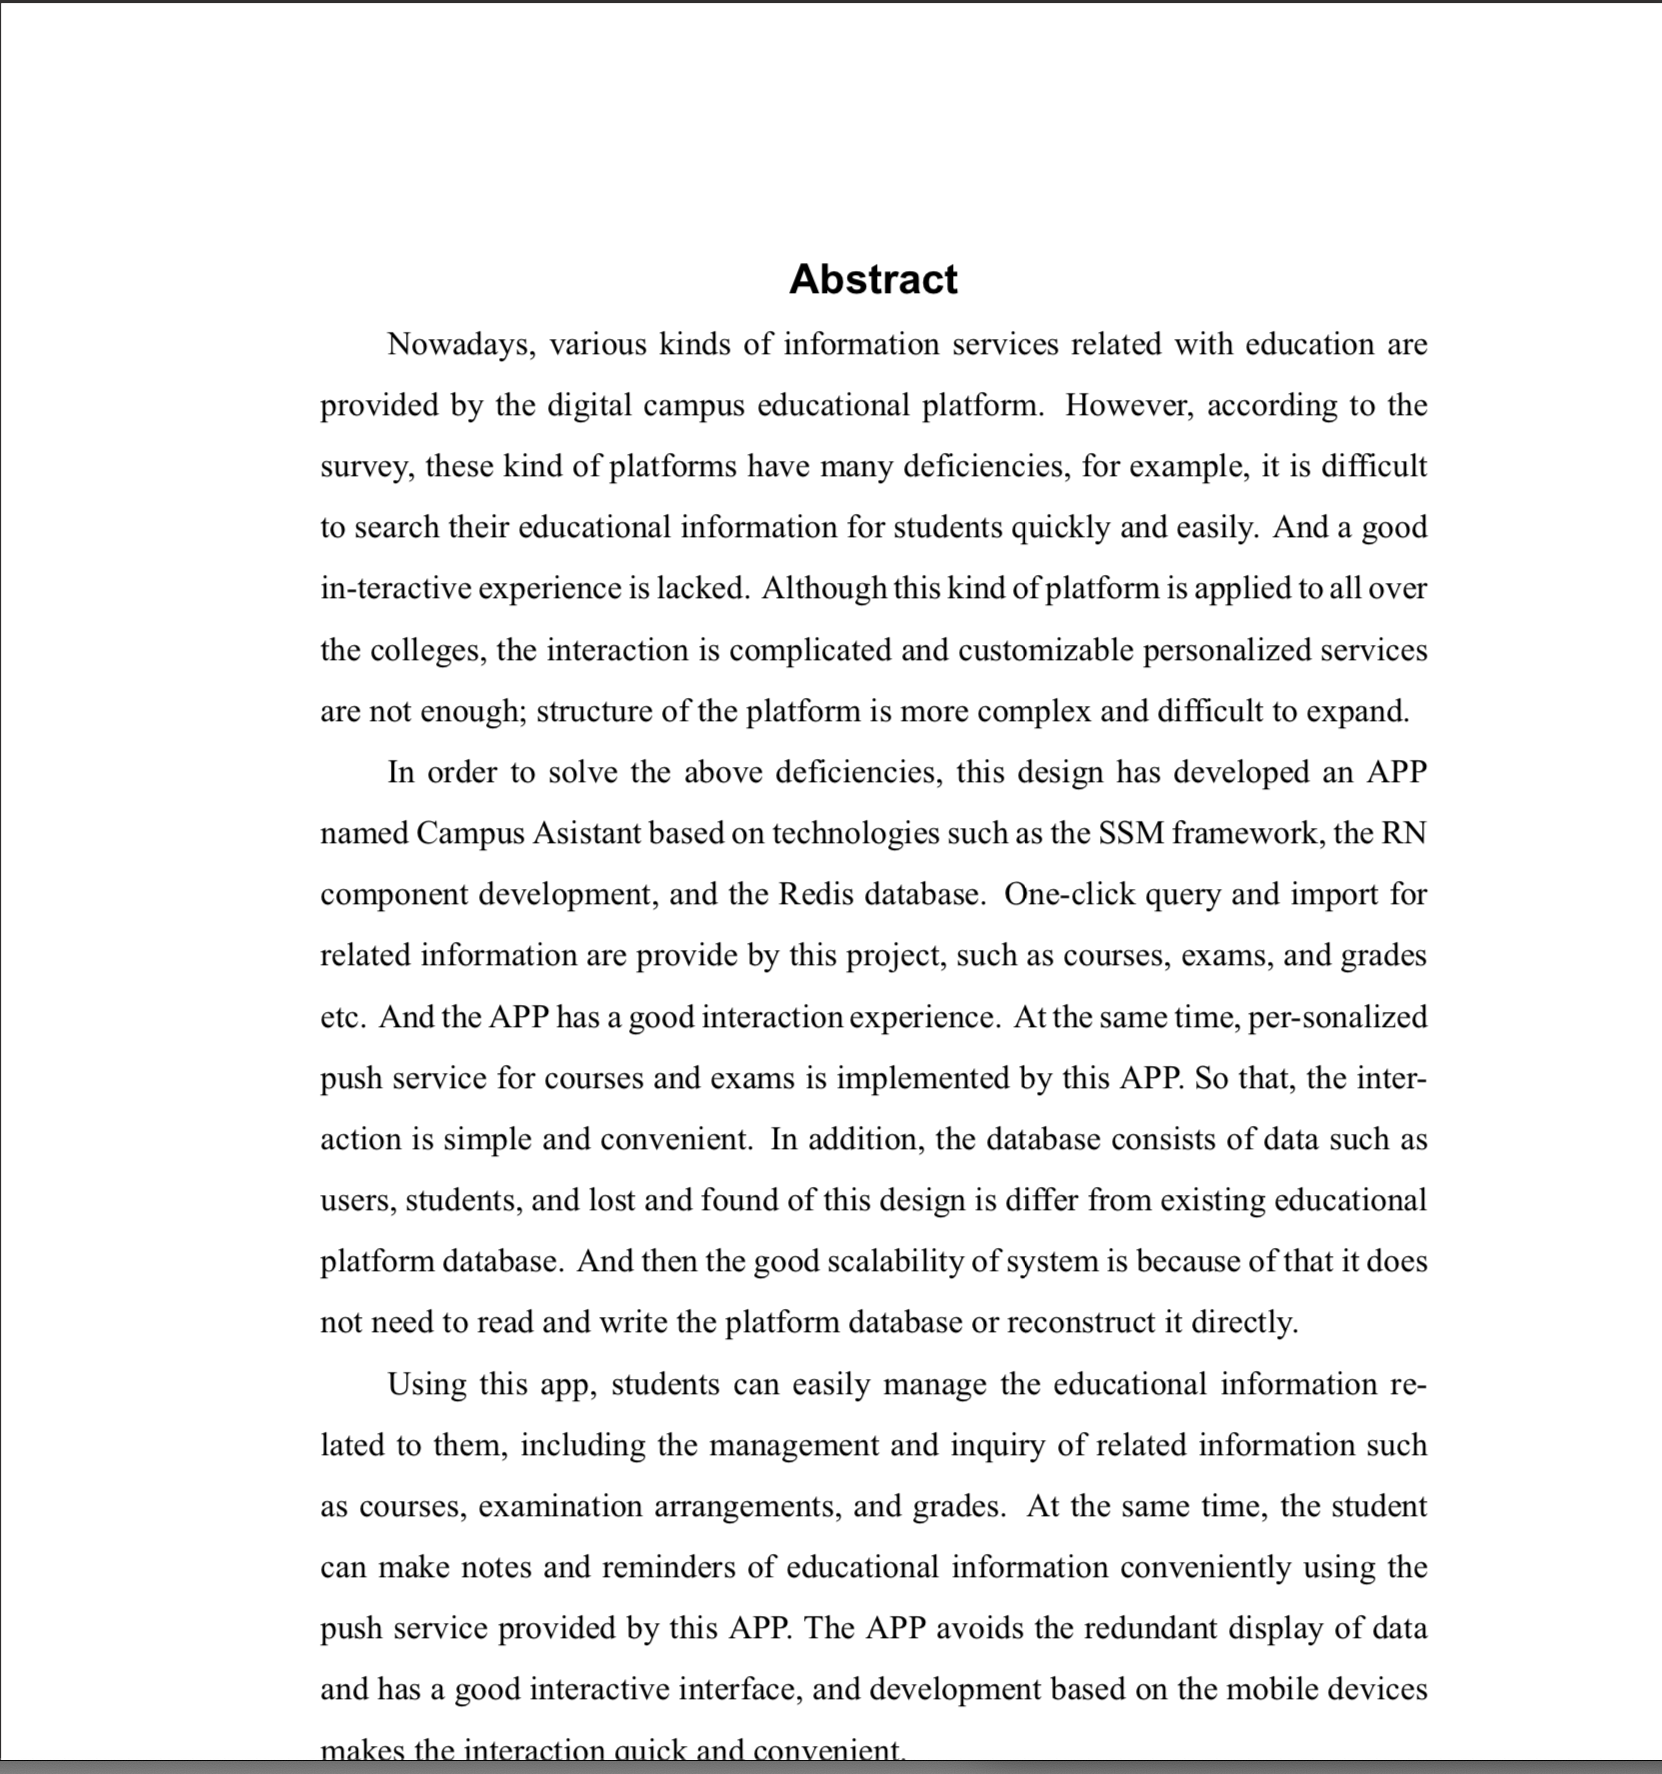 Abstract
Nowadays, various kinds of information services related with education are
provided by the digital campus educational platform. However, according to the
survey, these kind of platforms have many deficiencies, for example, it is difficult
to search their educational information for students quickly and easily. And a good
in-teractive experience is lacked. Although this kind of platform is applied to all over
the colleges, the interaction is complicated and customizable personalized services
are not enough; structure of the platform is more complex and difficult to expand.
In order to solve the above deficiencies, this design has developed an APP
named Campus Asistant based on technologies such as the SSM framework, the RN
component development, and the Redis database. One-click query and import for
related information are provide by this project, such as courses, exams, and grades
etc. And the APP has a good interaction experience. At the same time, per-sonalized
push service for courses and exams is implemented by this APP. So that, the inter-
action is simple and convenient. In addition, the database consists of data such as
users, students, and lost and found of this design is differ from existing educational
platform database. And then the good scalability of system is because of that it does
not need to read and write the platform database or reconstruct it directly.
Using this app, students can easily manage the educational information re-
lated to them, including the management and inquiry of related information such
as courses, examination arrangements, and grades. At the same time, the student
can make notes and reminders of educational information conveniently using the
push service provided by this APP. The APP avoids the redundant display of data
and has a good interactive interface, and development based on the mobile devices
makes the interaction quick and convenient.